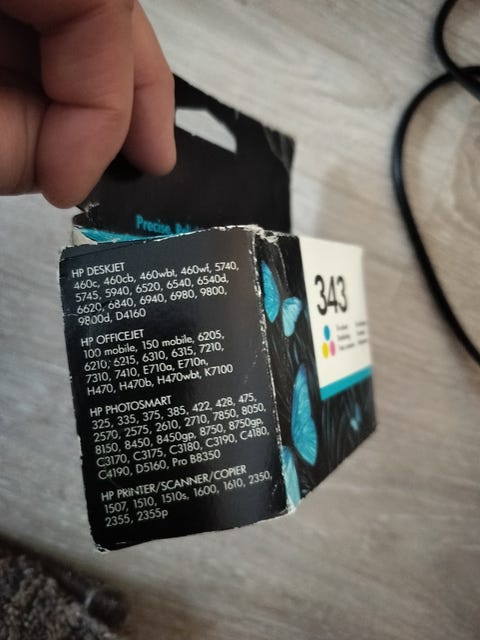 Precise,
HP DESKJET
460c, 460cb, 460wbt, 460wf, 5740,
5745, 5940, 6520, 6540, 6540d,
6620, 6840, 6940, 6980, 9800,
9800d, D4160
HP OFFICEJET
100 mobile, 150 mobile, 6205,
6210, 6215, 6310, 6315, 7210,
7310, 7410, E710a, E710n,
H470, H470b, H470wbt, K7100
HP PHOTOSMART
325, 335, 375, 385, 422, 428, 475,
2570, 2575, 2610, 2710, 7850, 8050,
8150, 8450, 8450gp, 8750, 8750gp,
C3170, C3175, C3180, C3190, C4180,
C4190, D5160, Pro B8350
HP PRINTER/SCANNER/COPIER
1507, 1510, 1510s, 1600, 1610, 2350,
2355, 2355p
343